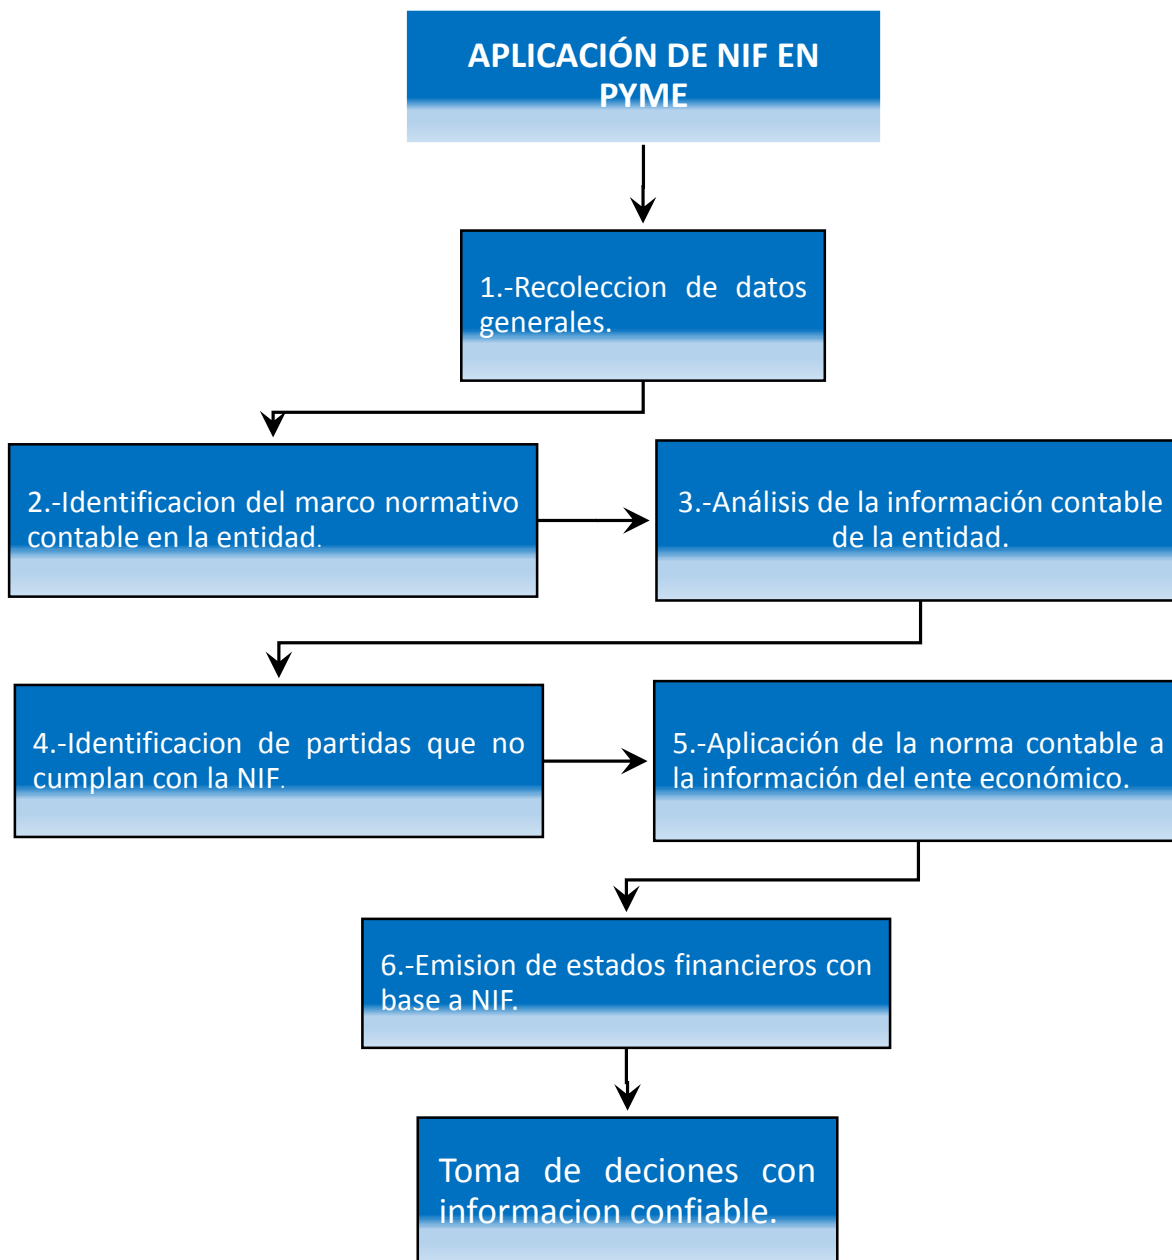 APLICACIÓN DE NIF EN
PYME
1.-Recoleccion de datos
generales.
2.-Identificacion del marco normativo
contable en la entidad.
3.-Análisis de la información contable
de la entidad.
4.-Identificacion de partidas que no
cumplan con la NIF.
5.-Aplicación de la norma contable a
la información del ente económico.
6.-Emision de estados financieros con
base a NIF.
Toma de deciones con
informacion confiable.